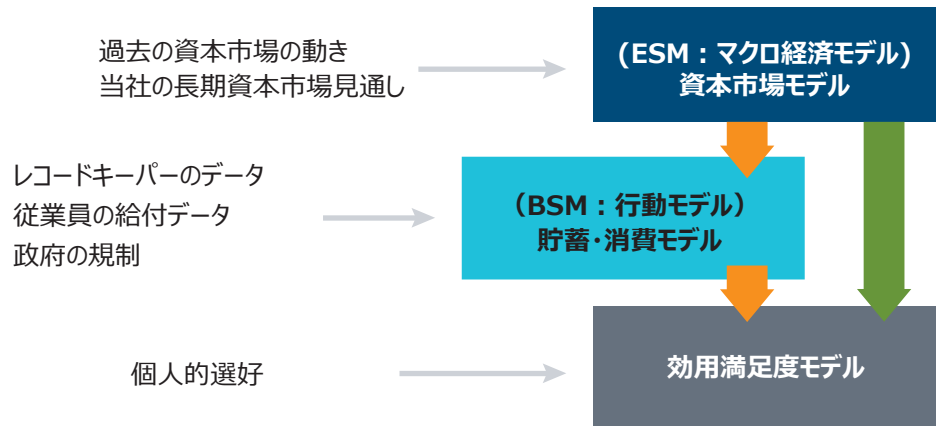 過去の資本市場の動き
当社の長期資本市場見通し
(ESM：マクロ経済モデル)
資本市場モデル
レコードキーパーのデータ
従業員の給付データ
政府の規制
（BSM：行動モデル）
貯蓄・消費モデル
個人的選好
効用満足度モデル